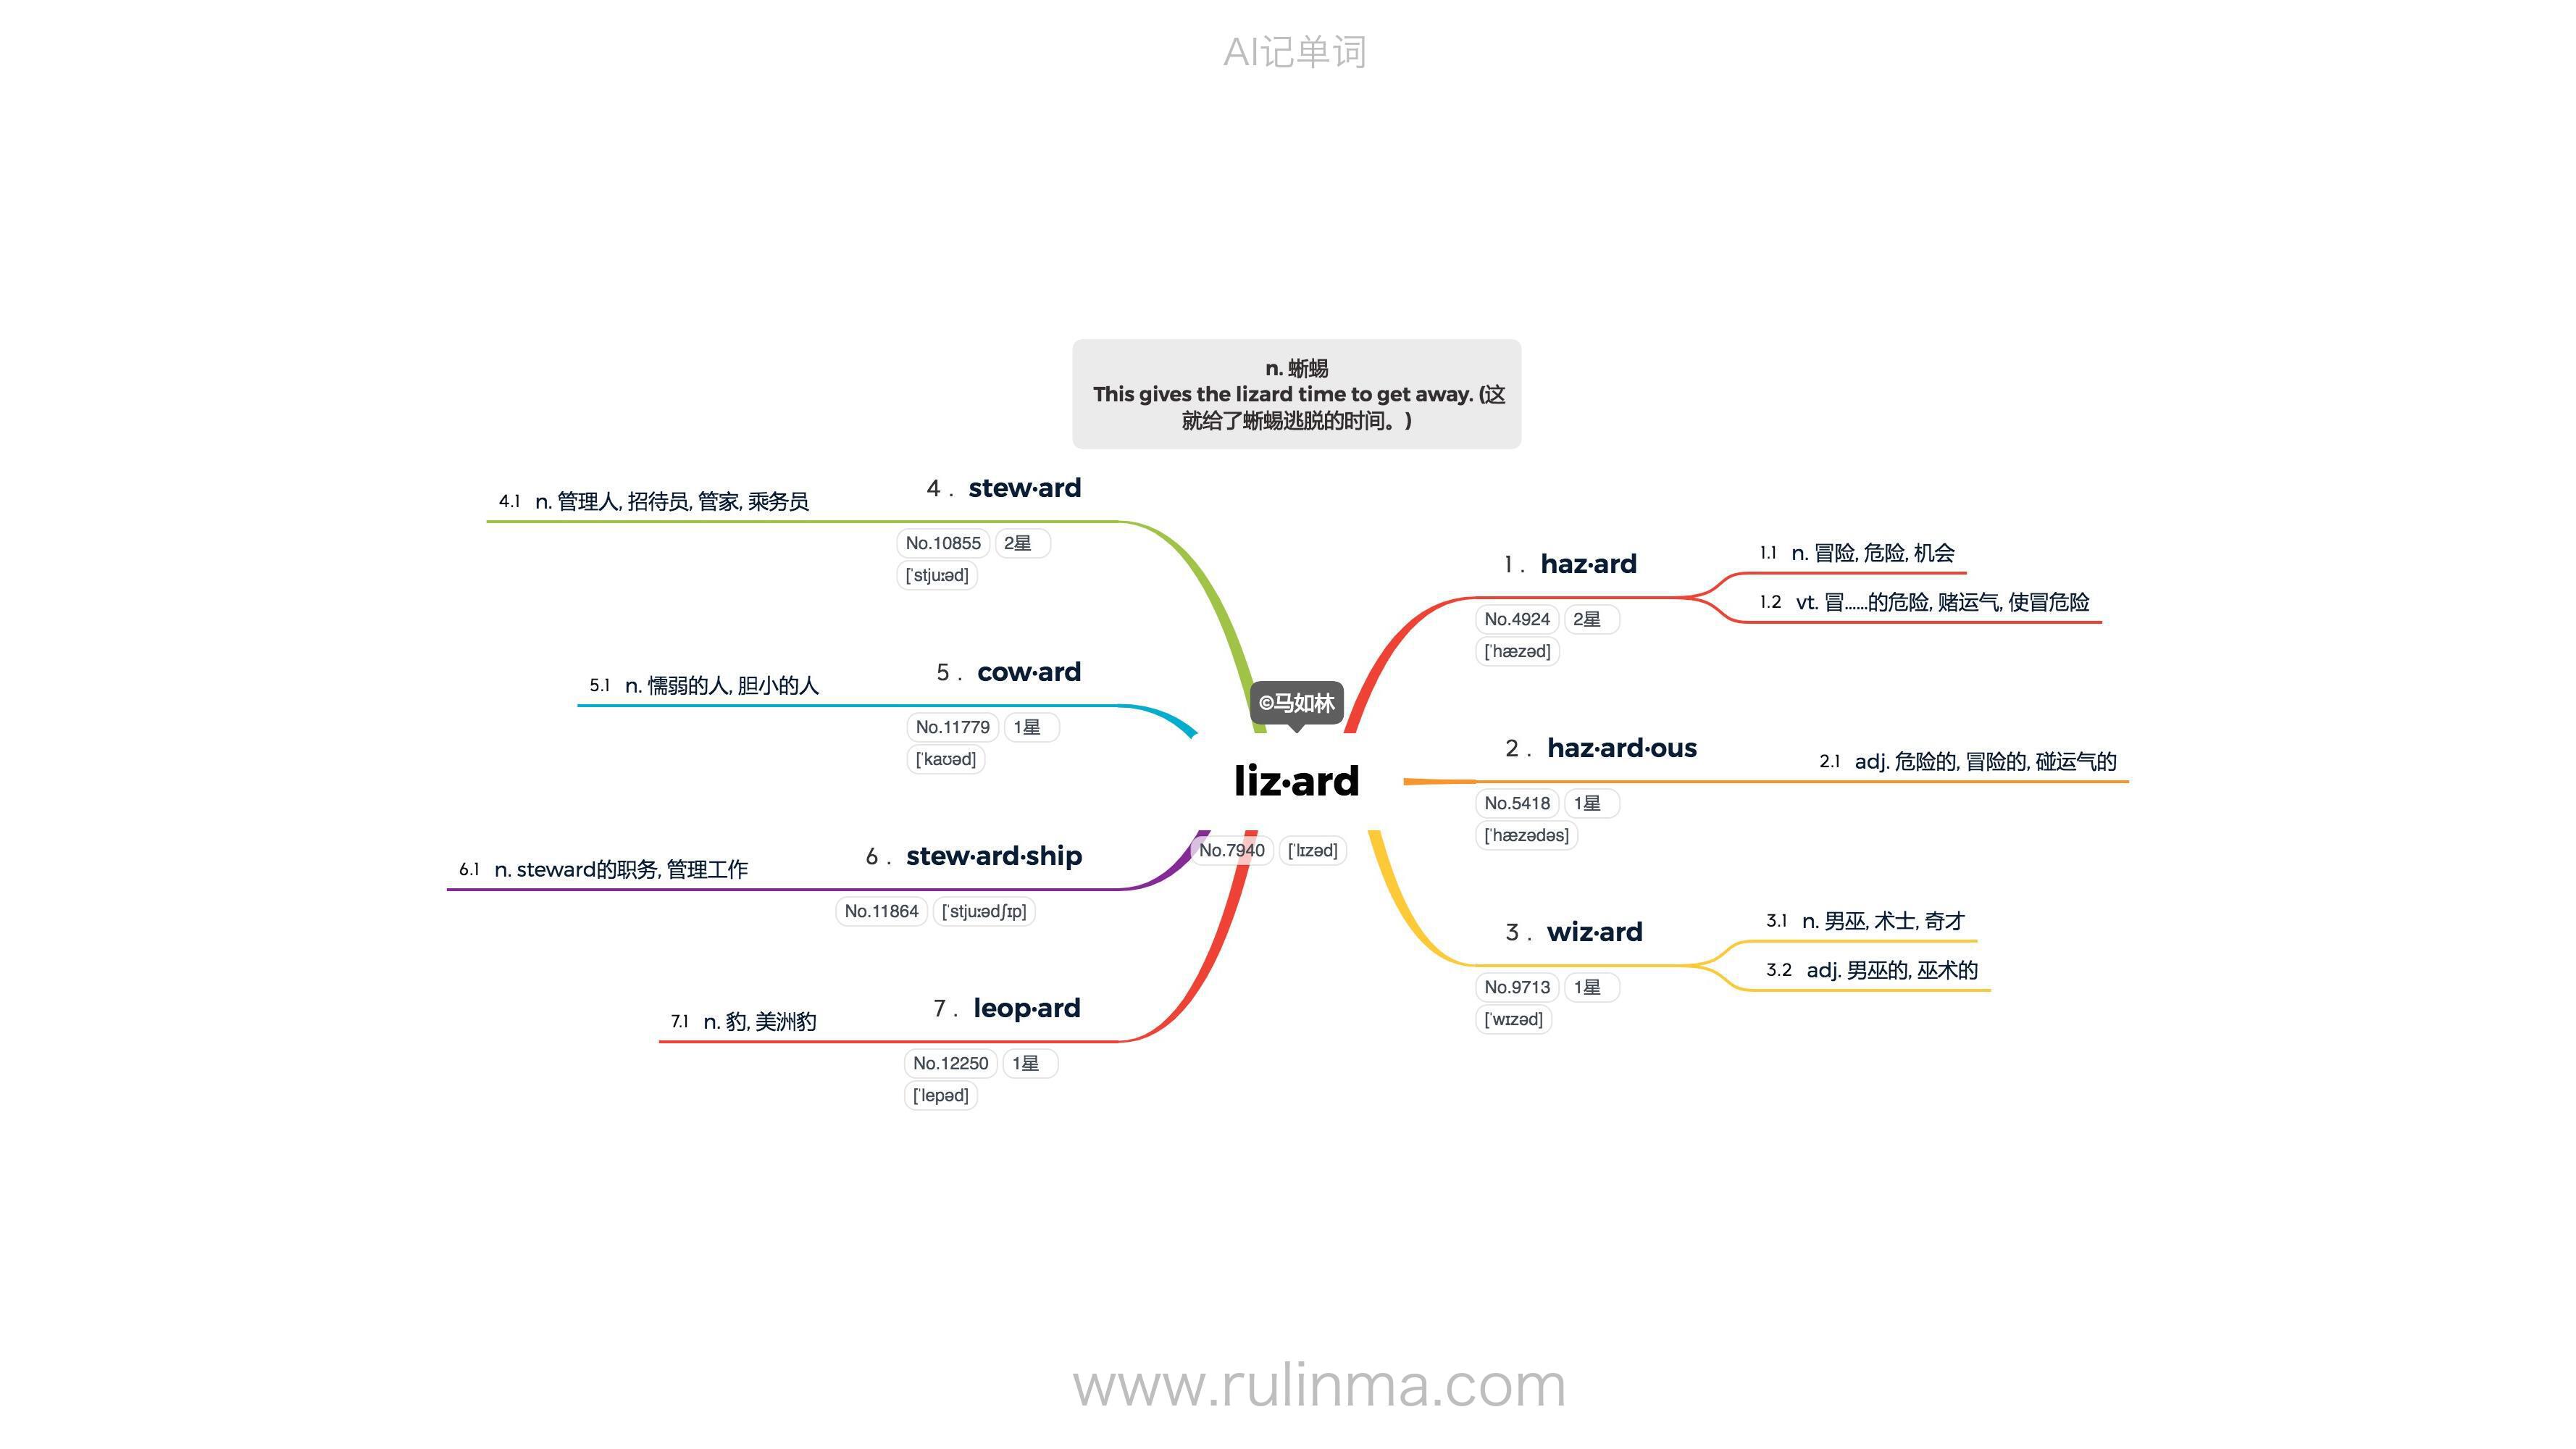 AI记单词
n. 蜥蜴
This gives the lizard time to get away. (这
就给了蜥蜴逃脱的时间。)
©马如林
liz·ard
No.7940 [ˈlɪzəd]
1 . haz·ard
No.4924 2星
[ˈhæzəd]
1.1 n. 冒险, 危险, 机会
1.2 vt. 冒……的危险, 赌运气, 使冒危险
2 . haz·ard·ous
No.5418 1星
[ˈhæzədəs]
2.1 adj. 危险的, 冒险的, 碰运气的
3 . wiz·ard
No.9713 1星
[ˈwɪzəd]
3.1 n. 男巫, 术士, 奇才
3.2 adj. 男巫的, 巫术的
4 . stew·ard
No.10855 2星
[ˈstjuːəd]
4.1 n. 管理人, 招待员, 管家, 乘务员
5 . cow·ard
No.11779 1星
[ˈkaʊəd]
5.1 n. 懦弱的人, 胆小的人
6 . stew·ard·ship
No.11864 [ˈstjuːədʃɪp]
6.1 n. steward的职务, 管理工作
7 . leop·ard
No.12250 1星
[ˈlepəd]
7.1 n. 豹, 美洲豹
www.rulinma.com